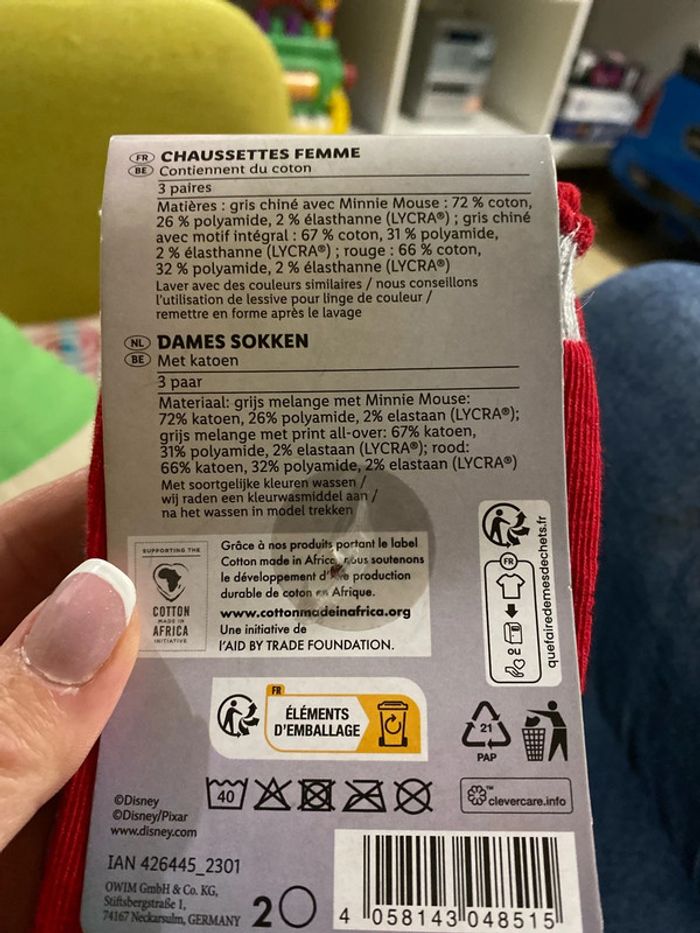 FR CHAUSSETTES FEMME
BE Contiennent du coton
3 paires
Matières : gris chiné avec Minnie Mouse : 72 % coton,
26 % polyamide, 2 % élasthanne (LYCRA®) ; gris chiné
avec motif intégral : 67 % coton, 31 % polyamide,
2 % élasthanne (LYCRA®) ; rouge : 66 % coton,
32 % polyamide, 2 % élasthanne (LYCRA®)
Laver avec des couleurs similaires / nous conseillons
l'utilisation de lessive pour linge de couleur /
remettre en forme après le lavage
NL DAMES SOKKEN
BE Met katoen
3 paar
Materiaal: grijs melange met Minnie Mouse:
72% katoen, 26% polyamide, 2% elastaan (LYCRA®);
grijs melange met print all-over: 67% katoen,
31% polyamide, 2% elastaan (LYCRA®); rood:
66% katoen, 32% polyamide, 2% elastaan (LYCRA®)
Met soortgelijke kleuren wassen /
wij raden een kleurwasmiddel aan /
na het wassen in model trekken
SUPPORTING THE
COTTON
MADE IN
AFRICA
INITIATIVE
Grâce à nos produits portant le label
Cotton made in Africa, nous soutenons
le développement d'une production
durable de coton en Afrique.
www.cottonmadeinafrica.org
Une initiative de
l'AID BY TRADE FOUNDATION.
FR
OU
quefairedemesdechets.fr
FR
ÉLÉMENTS
D'EMBALLAGE
21
PAP
40
clevercare.info
©Disney
©Disney/Pixar
www.disney.com
IAN 426445_2301
OWIM GmbH & Co. KG,
Stiftsbergstraße 1,
74167 Neckarsulm, GERMANY
2
4 058143 048515